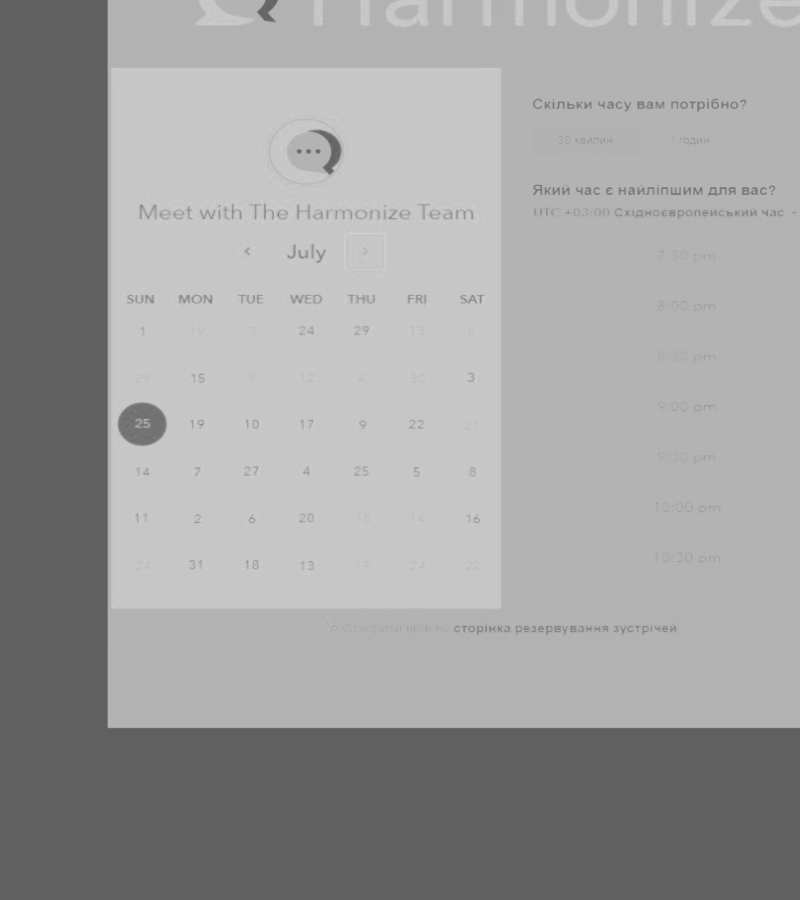 Harmonize
Meet with The Harmonize Team
July
SUN MON TUE WED THU FRI SAT
1 19 3 24 29 13 6
29 15 9 12 4 30 3
25 19 10 17 9 22 21
14 7 27 4 25 5 8
11 2 6 20 10 14 16
24 31 18 13 19 24 22
Скільки часу вам потрібно?
30 хвилин 1 годин
Який час є найліпшим для вас?
UTC +03:00 Східноєвропейський час
7:30 pm
8:00 pm
8:30 pm
9:00 pm
9:30 pm
10:00 pm
10:30 pm
Створити власну сторінка резервування зустрічей